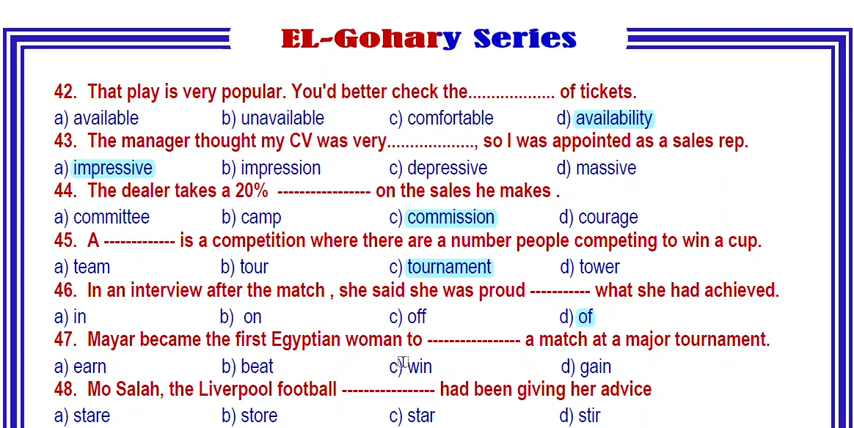 EL-Gohary Series
42. That play is very popular. You'd better check the................... of tickets.
a) available b) unavailable c) comfortable d) availability
43. The manager thought my CV was very..................., so I was appointed as a sales rep.
a) impressive b) impression c) depressive d) massive
44. The dealer takes a 20% ----------------- on the sales he makes .
a) committee b) camp c) commission d) courage
45. A ------------- is a competition where there are a number people competing to win a cup.
a) team b) tour c) tournament d) tower
46. In an interview after the match , she said she was proud ----------- what she had achieved.
a) in b) on c) off d) of
47. Mayar became the first Egyptian woman to ----------------- a match at a major tournament.
a) earn b) beat c) win d) gain
48. Mo Salah, the Liverpool football ----------------- had been giving her advice
a) stare b) store c) star d) stir